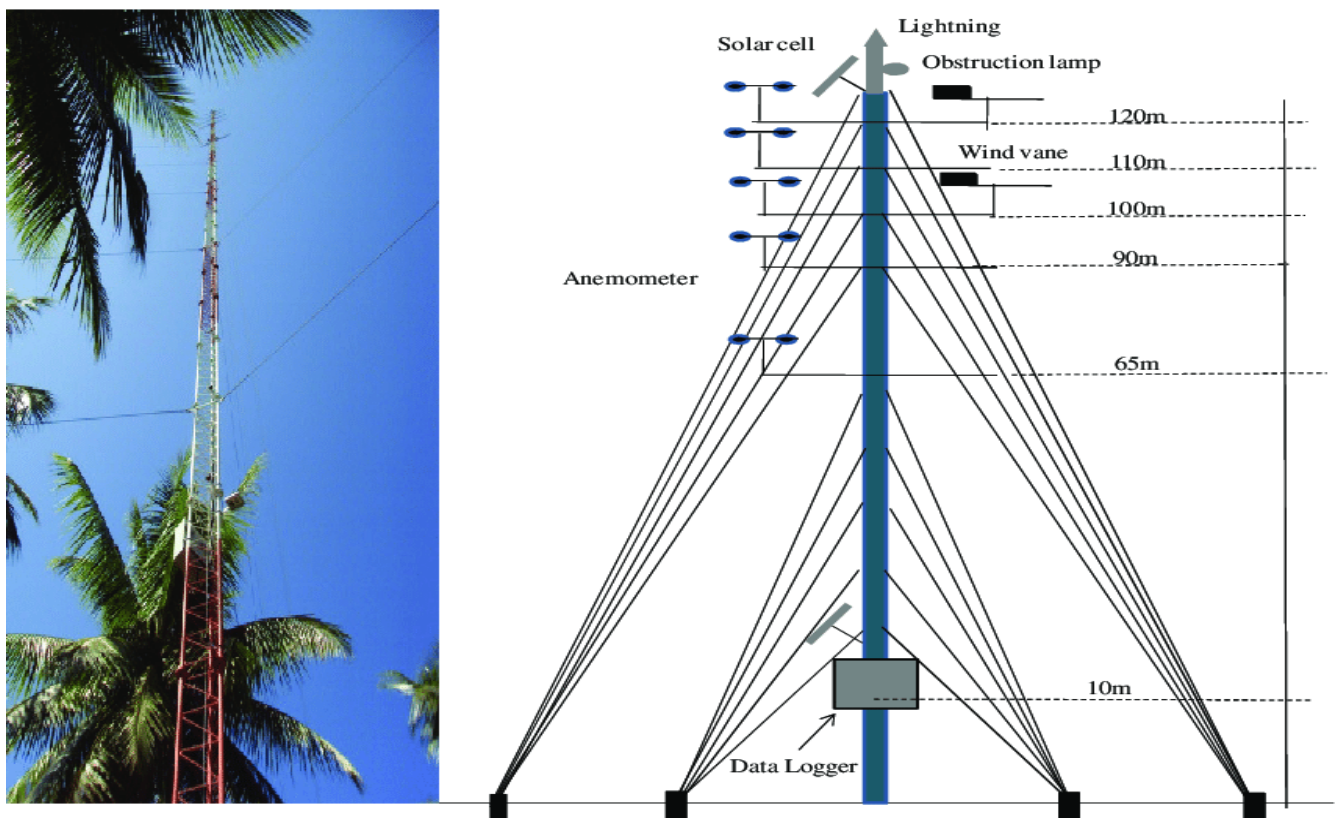 Lightning
Solar cell
Obstruction lamp
120m
Wind vane
110m
100m
90m
Anemometer
65m
10m
Data Logger